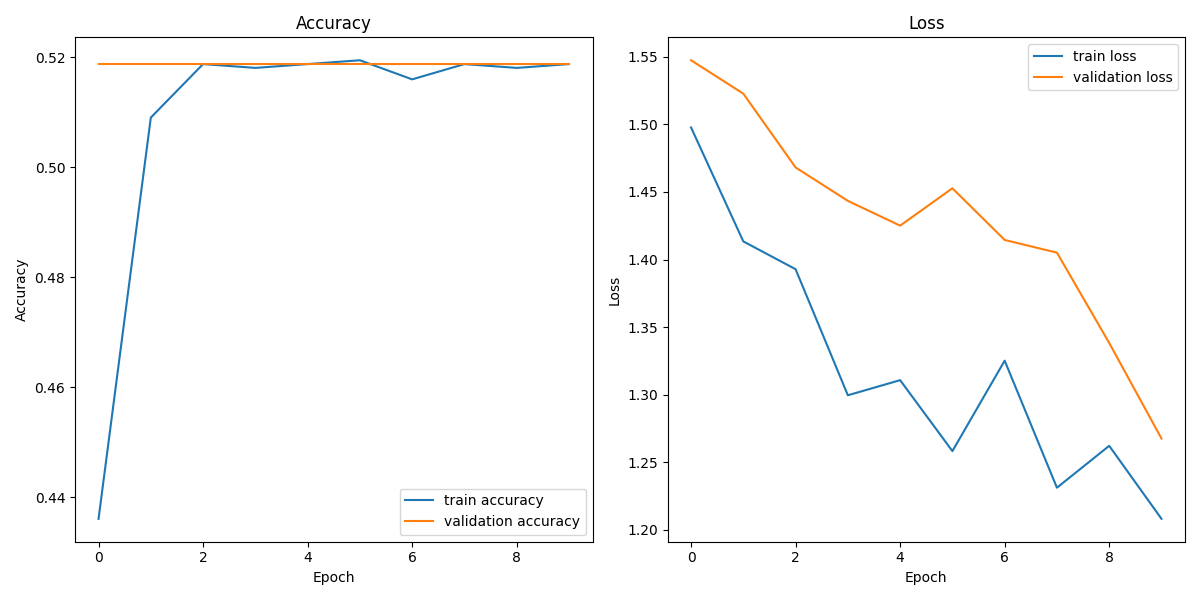 Accuracy
0.52
0.50
0.48
0.46
0.44
Accuracy
train accuracy
validation accuracy
0 2 4 6 8
Epoch
Loss
1.55
1.50
1.45
1.40
1.35
1.30
1.25
1.20
Loss
train loss
validation loss
0 2 4 6 8
Epoch